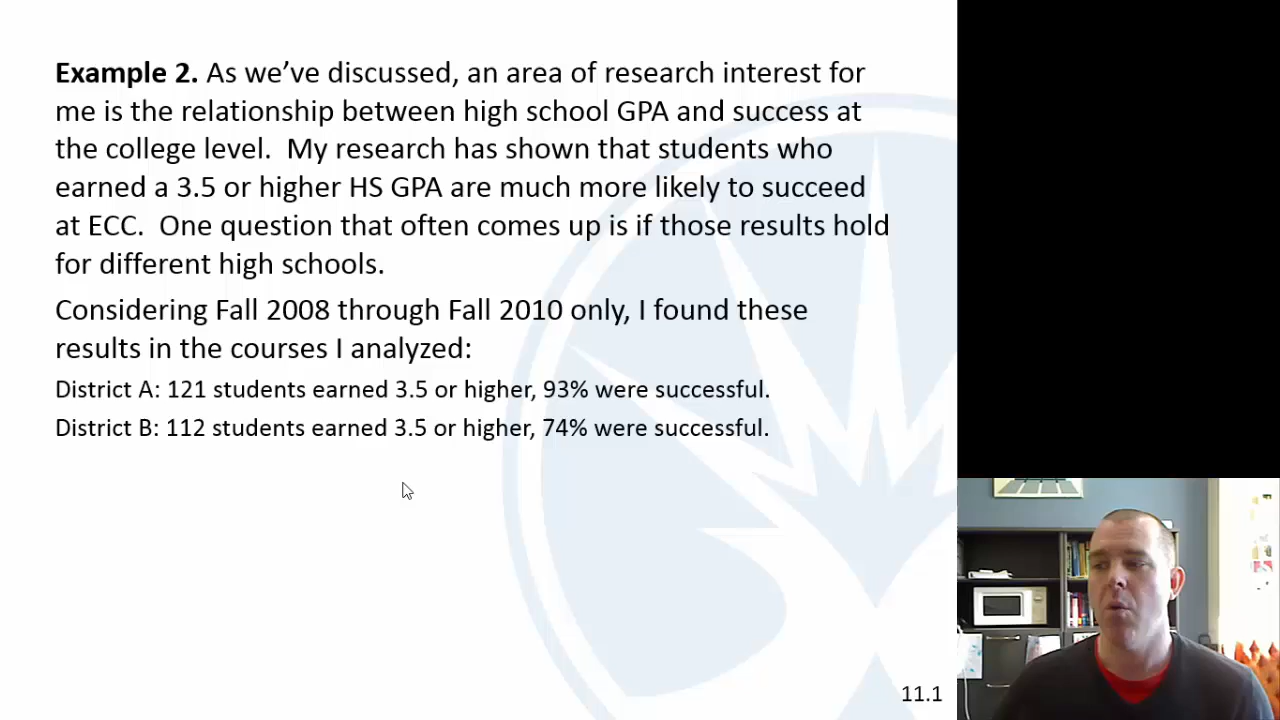 Example 2. As we’ve discussed, an area of research interest for
me is the relationship between high school GPA and success at
the college level.  My research has shown that students who
earned a 3.5 or higher HS GPA are much more likely to succeed
at ECC.  One question that often comes up is if those results hold
for different high schools.
Considering Fall 2008 through Fall 2010 only, I found these
results in the courses I analyzed:
District A: 121 students earned 3.5 or higher, 93% were successful.
District B: 112 students earned 3.5 or higher, 74% were successful.
11.1